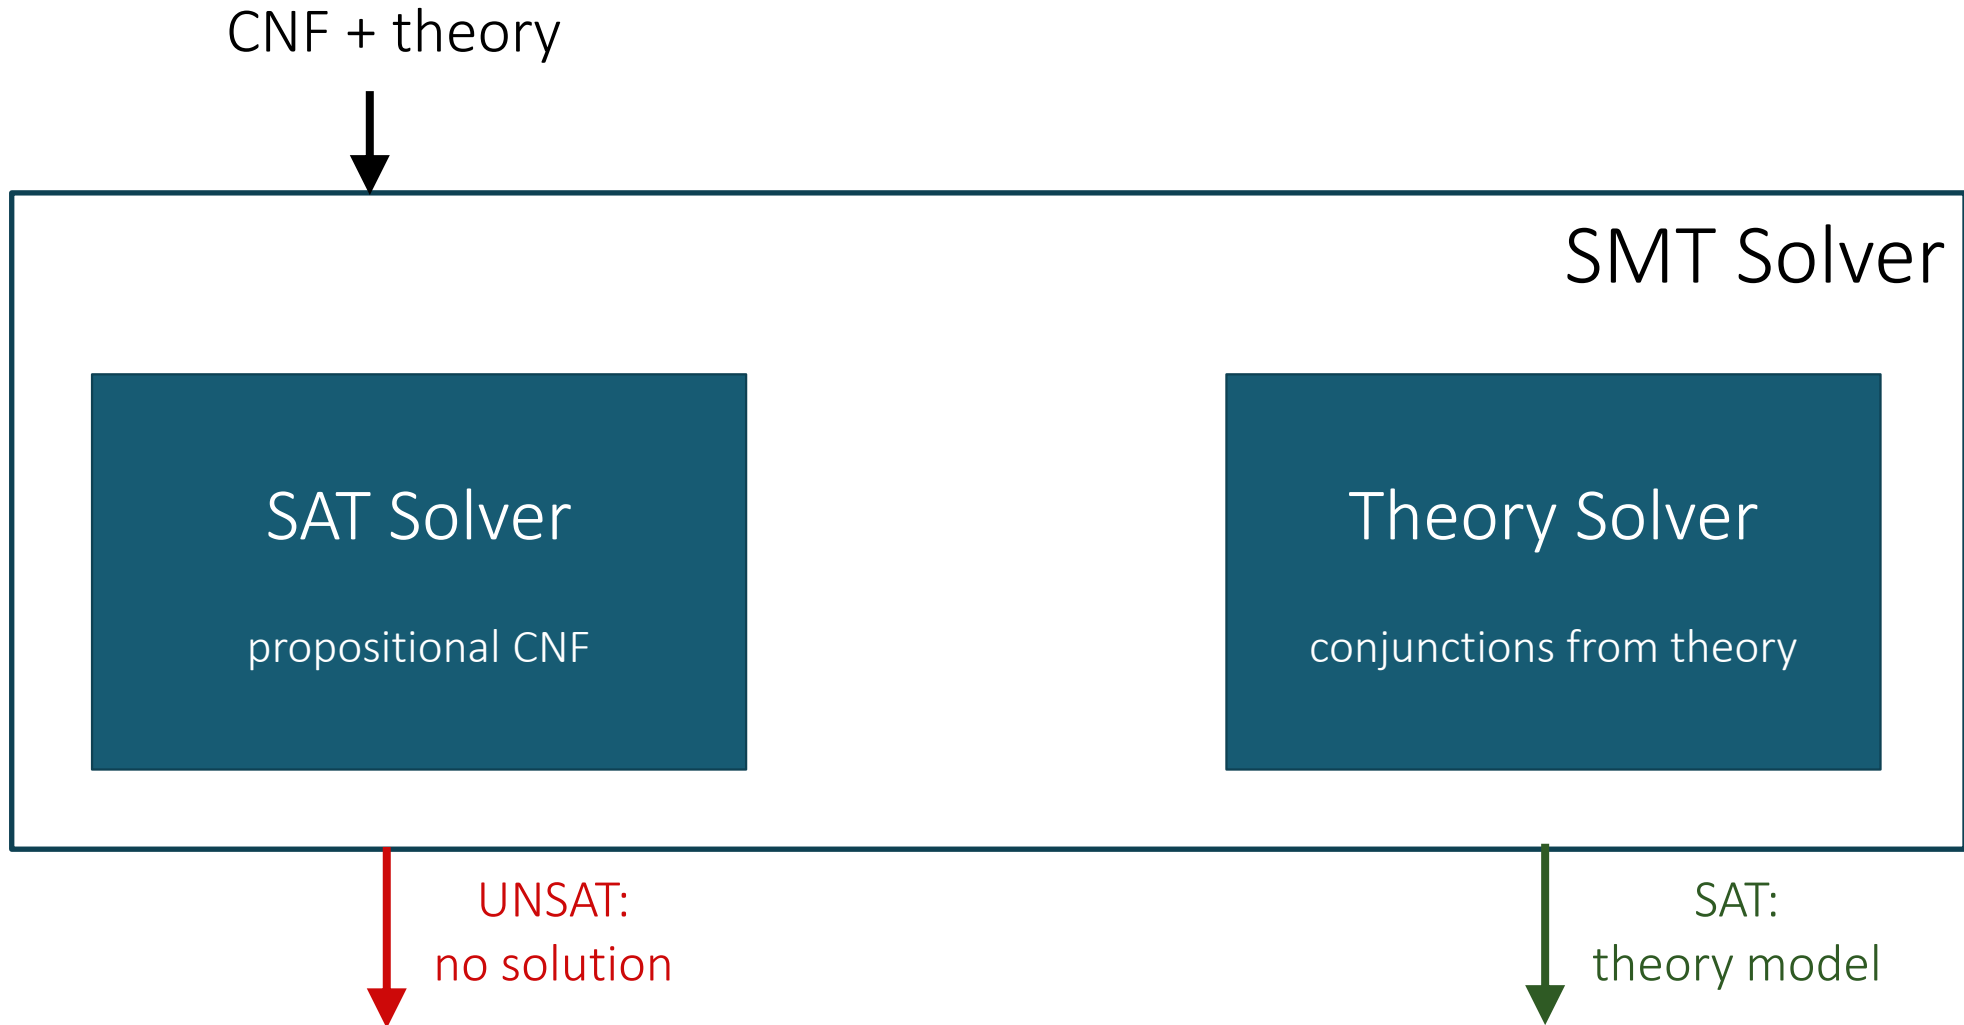 CNF + theory
SMT Solver
SAT Solver
propositional CNF
Theory Solver
conjunctions from theory
UNSAT:
no solution
SAT:
theory model